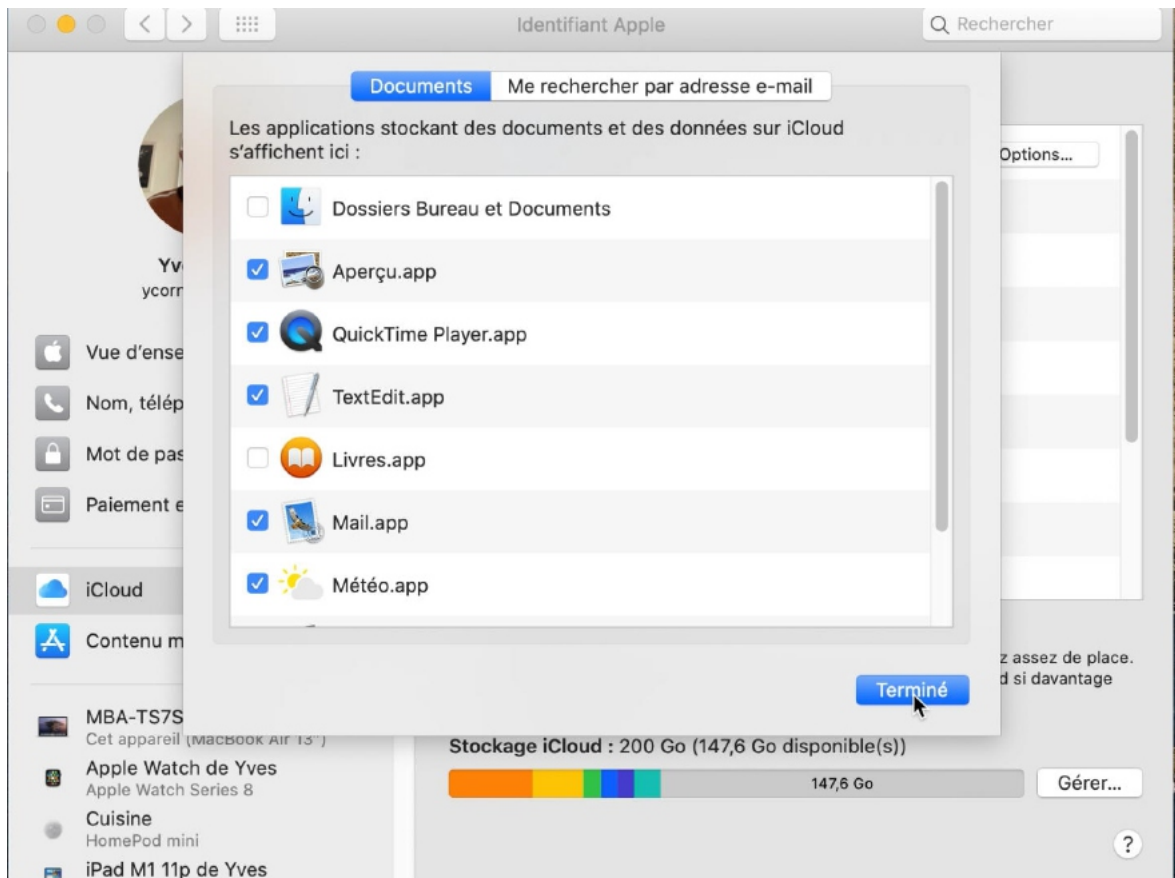 Identifiant Apple
Rechercher
Documents
Me rechercher par adresse e-mail
Les applications stockant des documents et des données sur iCloud
s'affichent ici :
Options...
Dossiers Bureau et Documents
Aperçu.app
QuickTime Player.app
TextEdit.app
Livres.app
Mail.app
Météo.app
Terminé
Yv
ycorn
Vue d'ense
Nom, télép
Mot de pas
Paiement e
iCloud
Contenu m
MBA-TS7S
Cet appareil (MacBook Air 13")
Apple Watch de Yves
Apple Watch Series 8
Cuisine
HomePod mini
iPad M1 11p de Yves
z assez de place.
d si davantage
Stockage iCloud : 200 Go (147,6 Go disponible(s))
147,6 Go
Gérer...
?